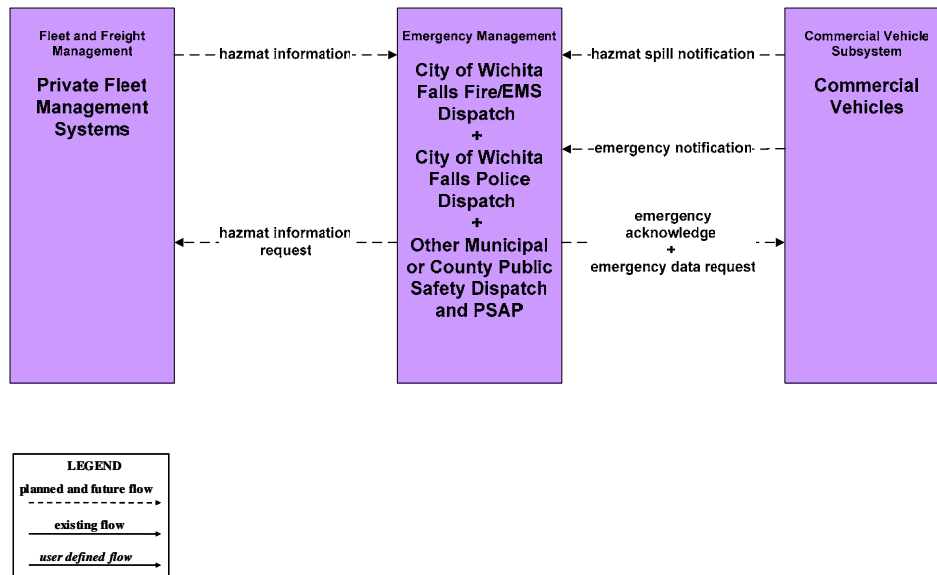 Fleet and Freight
Management
Private Fleet
Management
Systems
hazmat information
hazmat information
request
Emergency Management
City of Wichita
Falls Fire/EMS
Dispatch
+
City of Wichita
Falls Police
Dispatch
+
Other Municipal
or County Public
Safety Dispatch
and PSAP
hazmat spill notification
emergency notification
emergency
acknowledge
+
emergency data request
Commercial Vehicle
Subsystem
Commercial
Vehicles
LEGEND
planned and future flow
existing flow
user defined flow